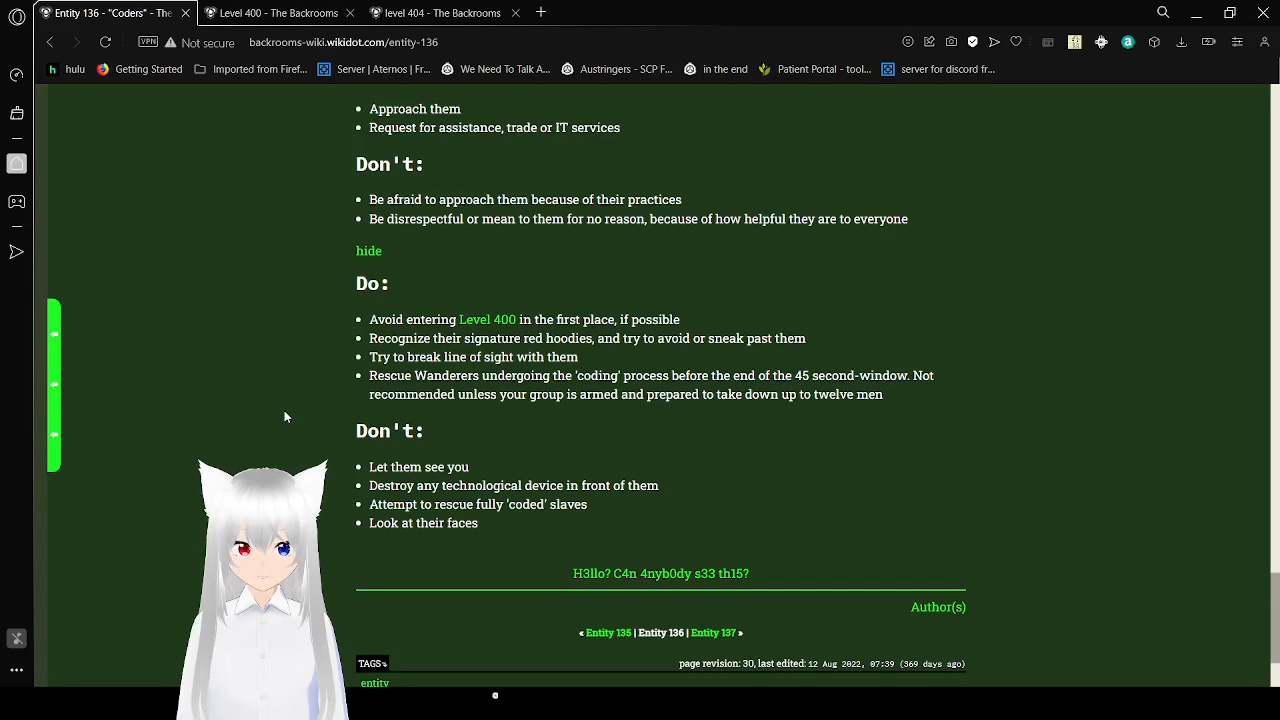 Entity 136 - "Coders" - The Ba
Level 400 - The Backrooms
level 404 - The Backrooms
VPN
Not secure
backrooms-wiki.wikidot.com/entity-136
hulu
Getting Started
Imported from Firef...
Server | Aternos | Fr...
We Need To Talk A...
Austringers - SCP F...
in the end
Patient Portal - tool...
server for discord fr...
Approach them
Request for assistance, trade or IT services
Don't:
Be afraid to approach them because of their practices
Be disrespectful or mean to them for no reason, because of how helpful they are to everyone
hide
Do:
Avoid entering Level 400 in the first place, if possible
Recognize their signature red hoodies, and try to avoid or sneak past them
Try to break line of sight with them
Rescue Wanderers undergoing the 'coding' process before the end of the 45 second-window. Not
recommended unless your group is armed and prepared to take down up to twelve men
Don't:
Let them see you
Destroy any technological device in front of them
Attempt to rescue fully 'coded' slaves
Look at their faces
H3llo? C4n 4nyb0dy s33 th15?
Author(s)
« Entity 135 | Entity 136 | Entity 137 »
TAGS
page revision: 30, last edited: 12 Aug 2022, 07:39 (369 days ago)
entity